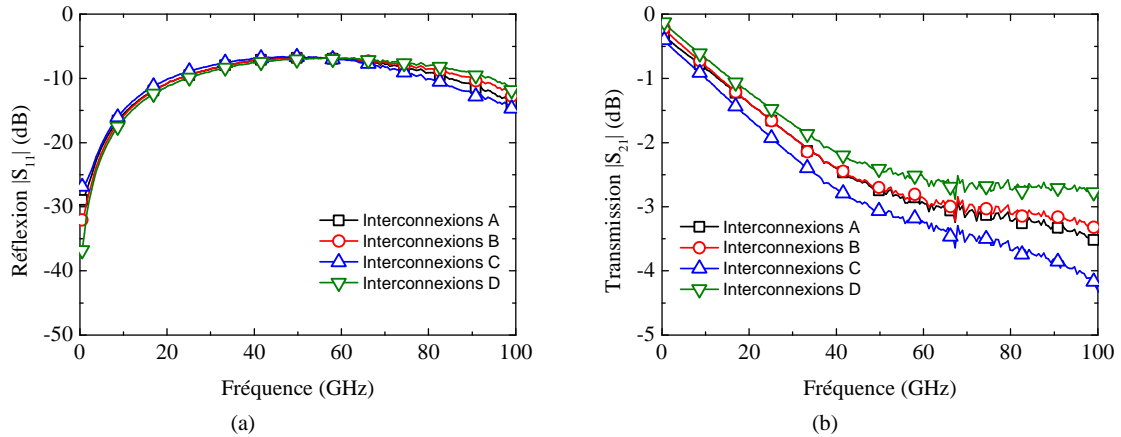 0
-10
-20
-30
-40
-50
0 20 40 60 80 100
Réflexion |S11| (dB)
Fréquence (GHz)
Interconnexions A
Interconnexions B
Interconnexions C
Interconnexions D
(a)
0
-1
-2
-3
-4
-5
0 20 40 60 80 100
Transmission |S21| (dB)
Fréquence (GHz)
Interconnexions A
Interconnexions B
Interconnexions C
Interconnexions D
(b)